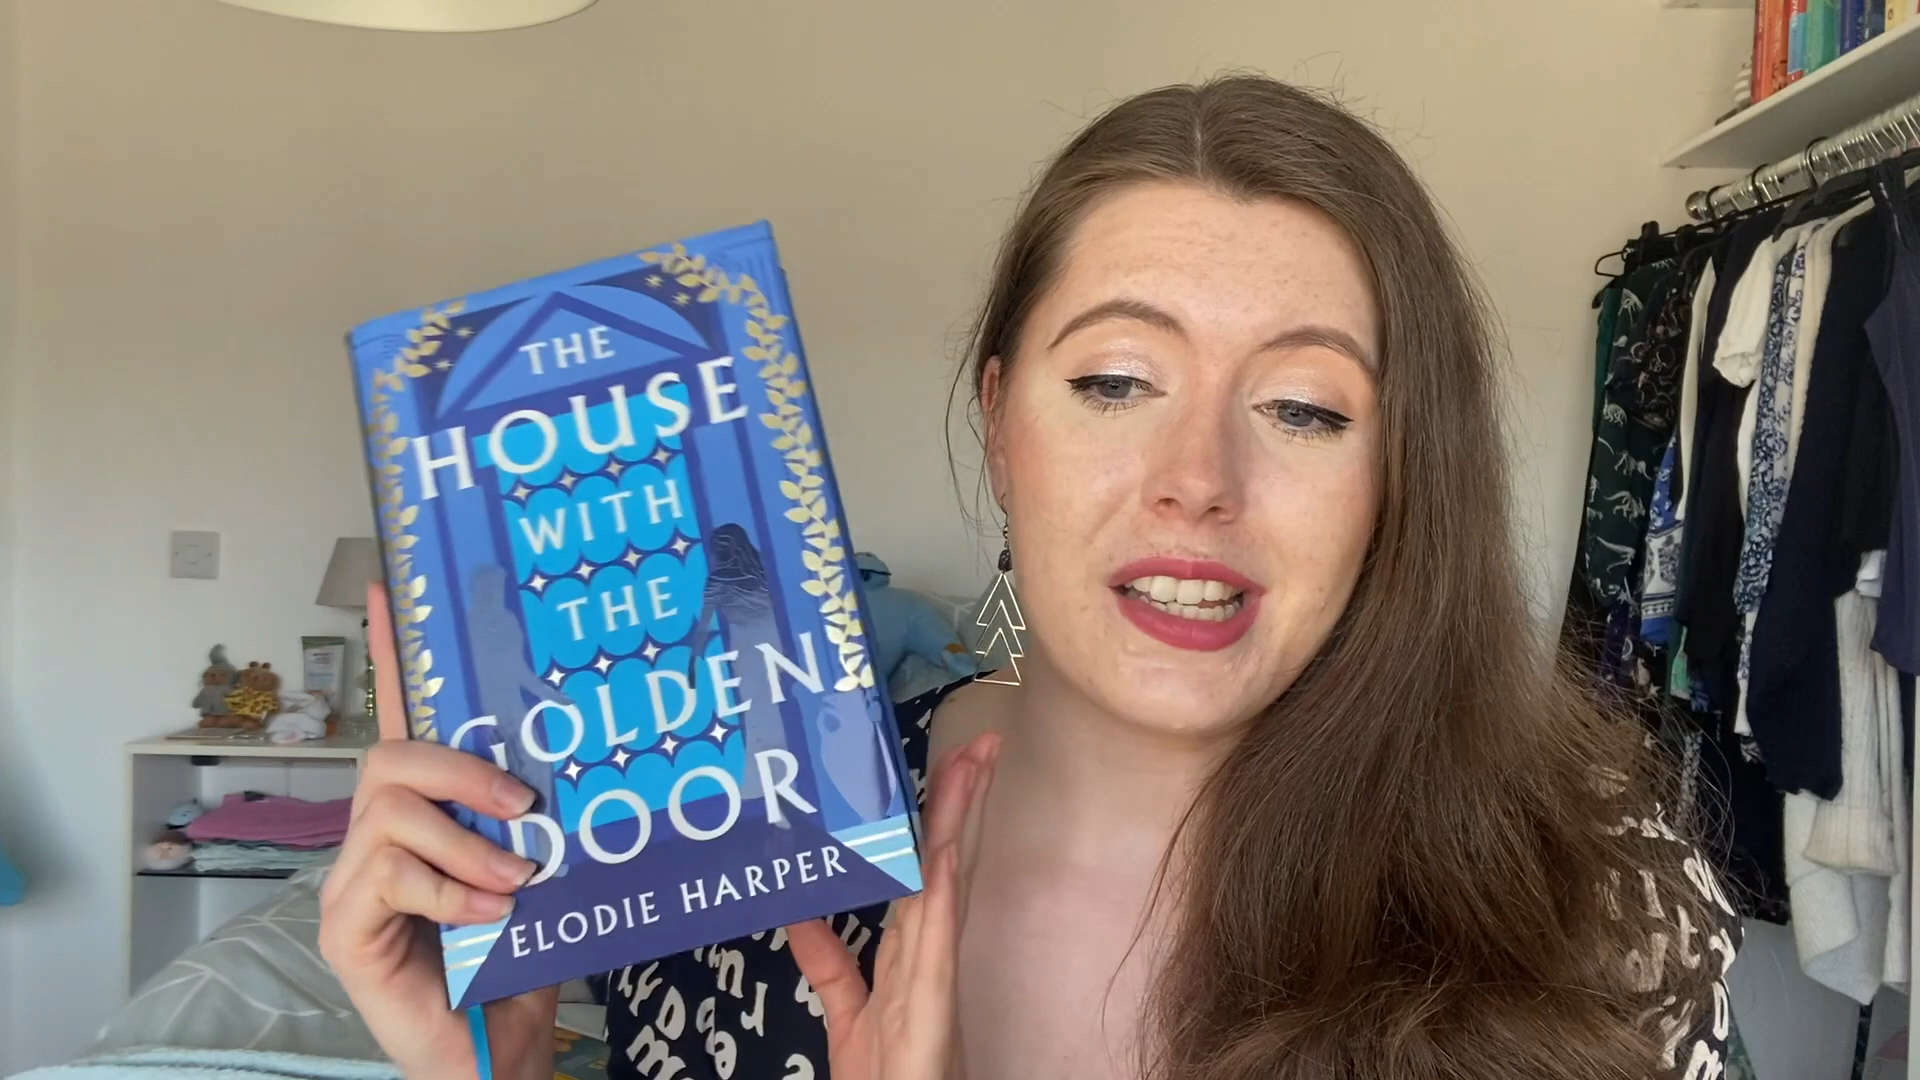 THE
HOUSE
WITH
THE
GOLDEN
DOOR
ELODIE HARPER